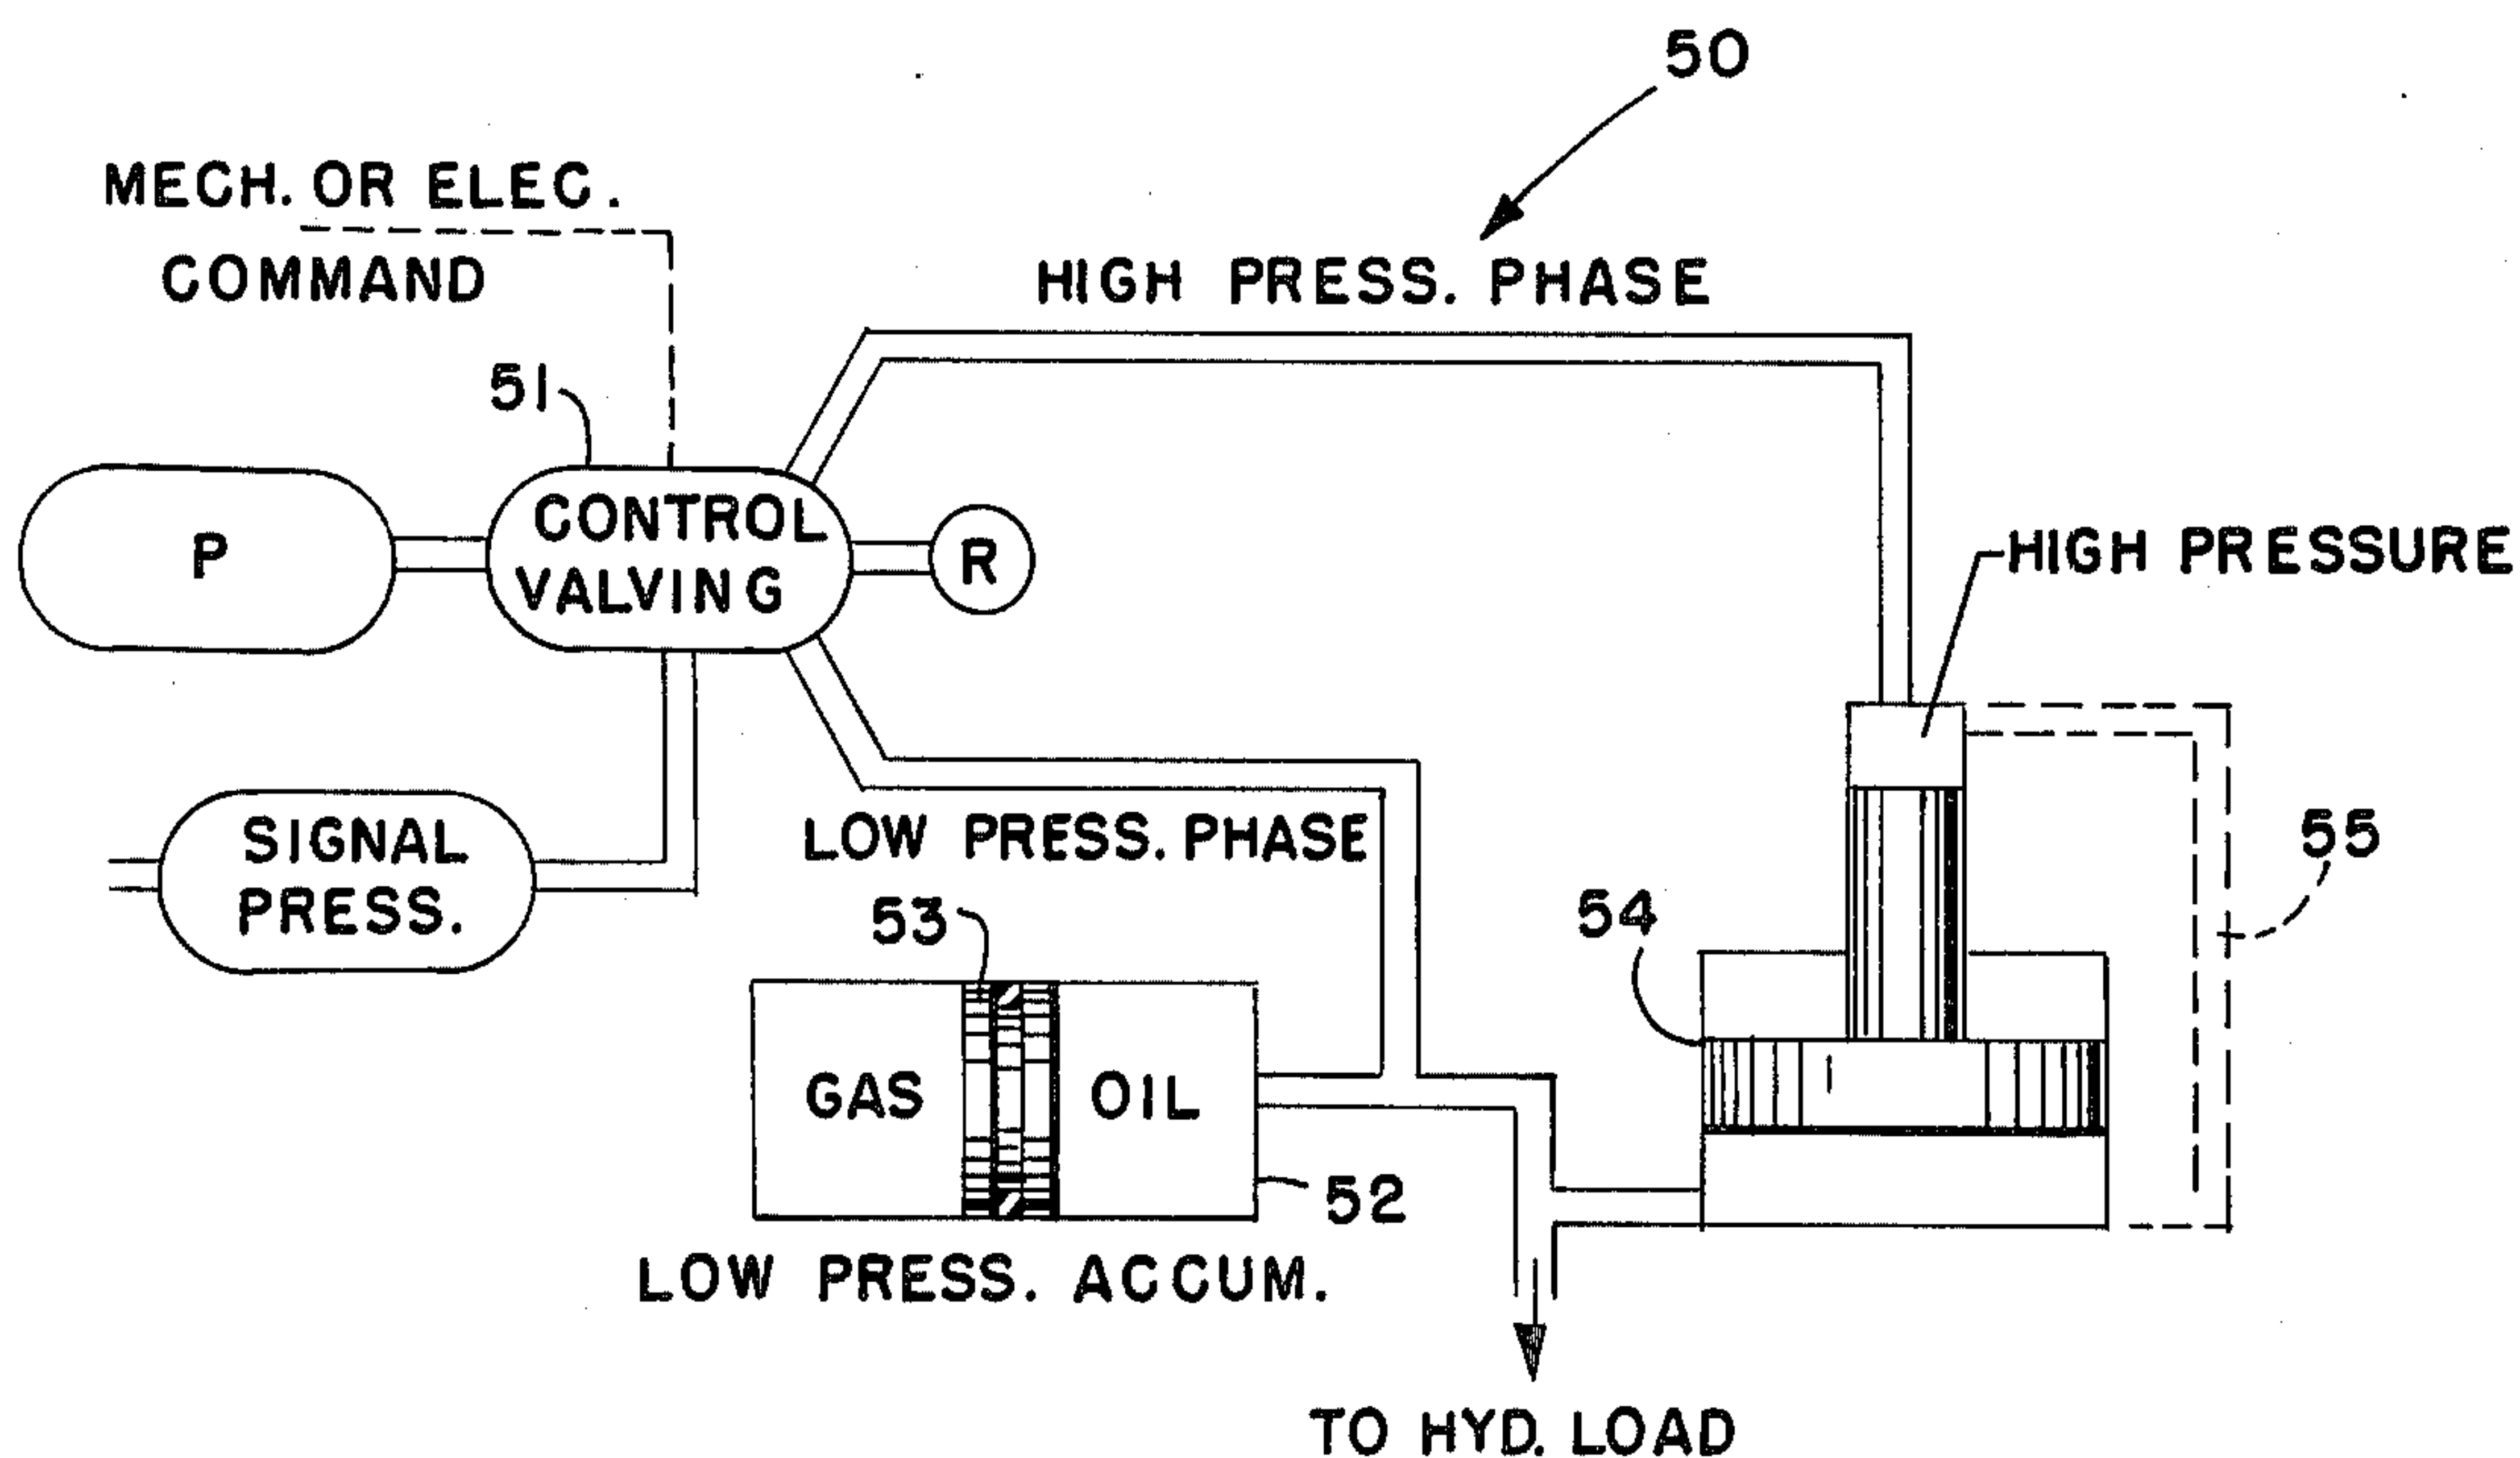 50
MECH. OR ELEC.
COMMAND
HIGH PRESS. PHASE
51
CONTROL
VALVING
P
R
HIGH PRESSURE
SIGNAL
PRESS.
LOW PRESS. PHASE
55
53
54
GAS
OIL
52
LOW PRESS. ACCUM.
TO HYD. LOAD